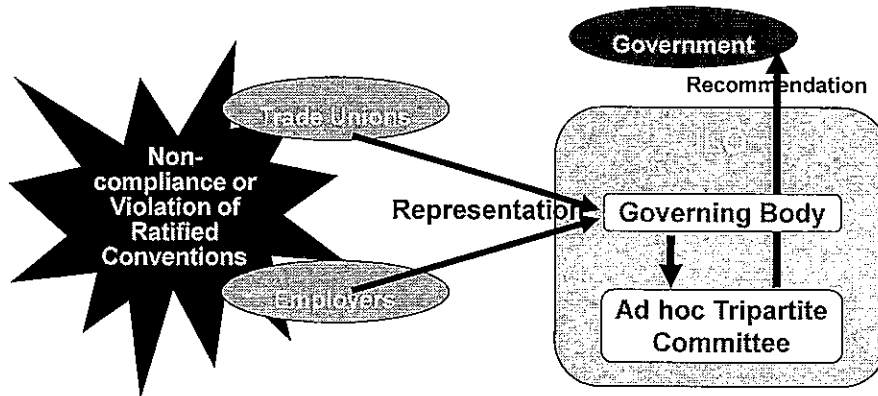 Government
Recommendation
Trade Unions
Non-
compliance or
Violation of
Ratified
Conventions
Representation
Governing Body
Employers
Ad hoc Tripartite
Committee